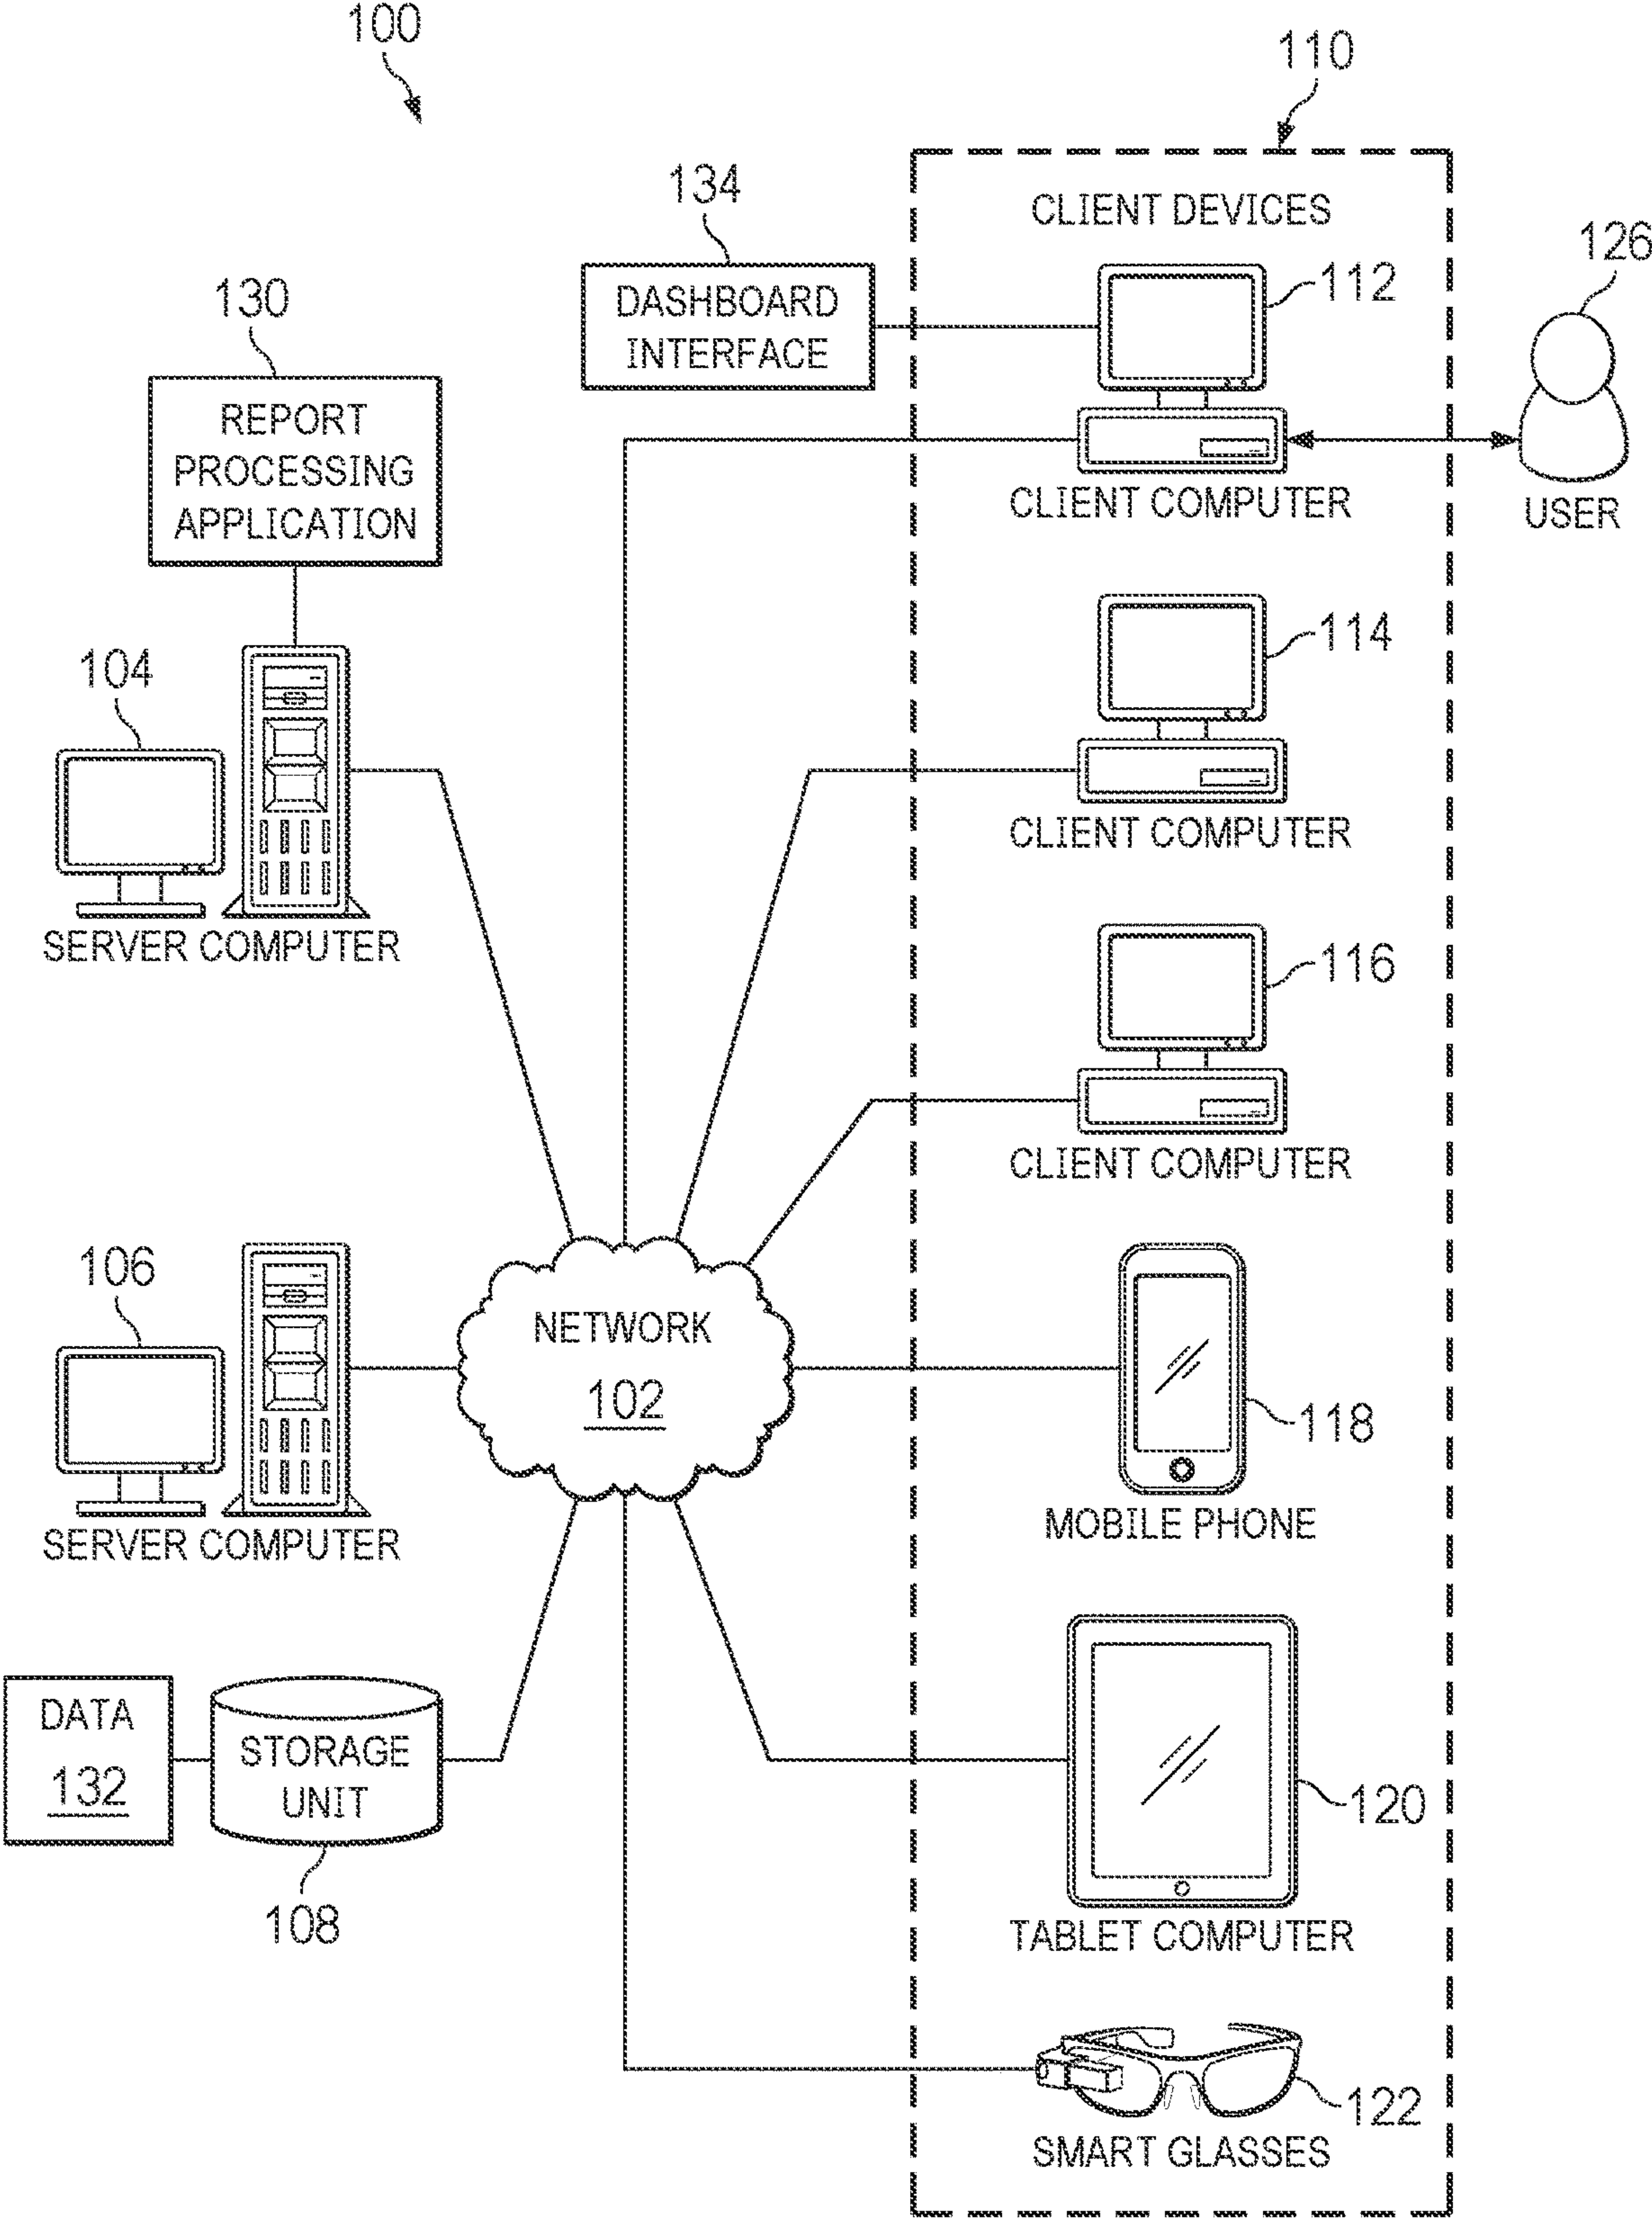 100
110
134
CLIENT DEVICES
126
130
DASHBOARD
INTERFACE
112
REPORT
PROCESSING
APPLICATION
CLIENT COMPUTER
USER
104
114
CLIENT COMPUTER
SERVER COMPUTER
116
CLIENT COMPUTER
106
NETWORK
102
118
SERVER COMPUTER
MOBILE PHONE
DATA
132
STORAGE
UNIT
120
108
TABLET COMPUTER
122
SMART GLASSES